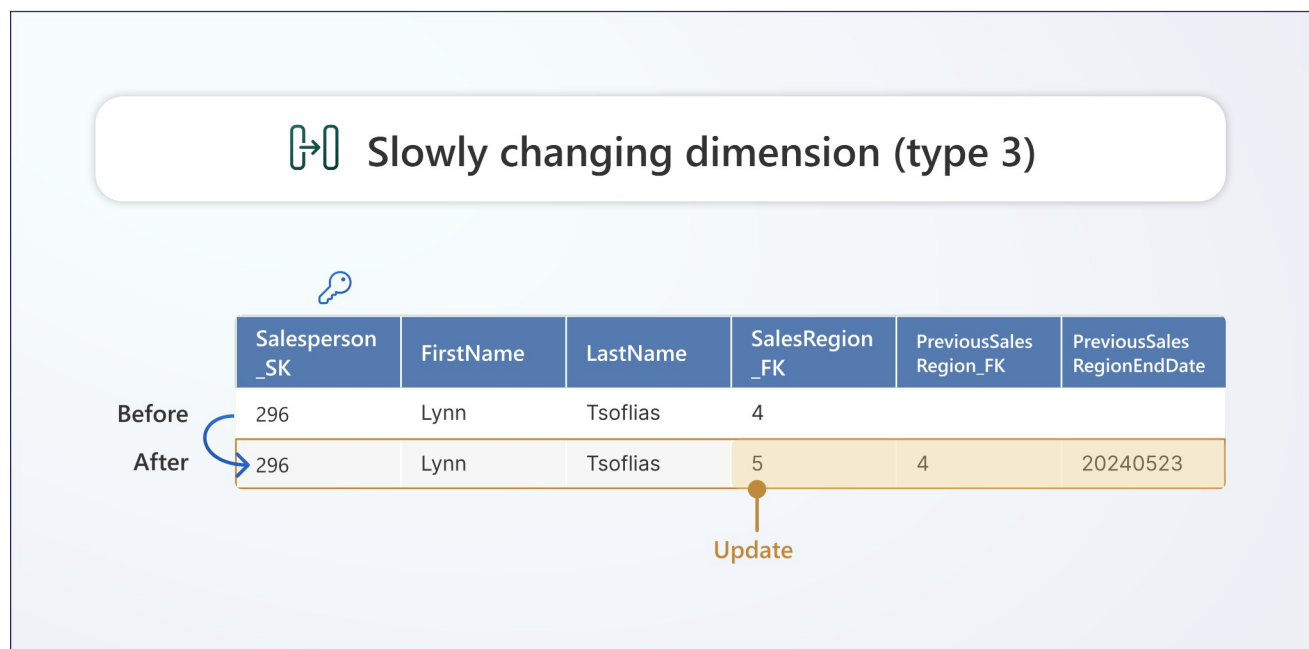 Slowly changing dimension (type 3)
Salesperson
_SK
FirstName
LastName
SalesRegion
_FK
PreviousSales
Region_FK
PreviousSales
RegionEndDate
Before
296
Lynn
Tsoflias
4
After
296
Lynn
Tsoflias
5
4
20240523
Update